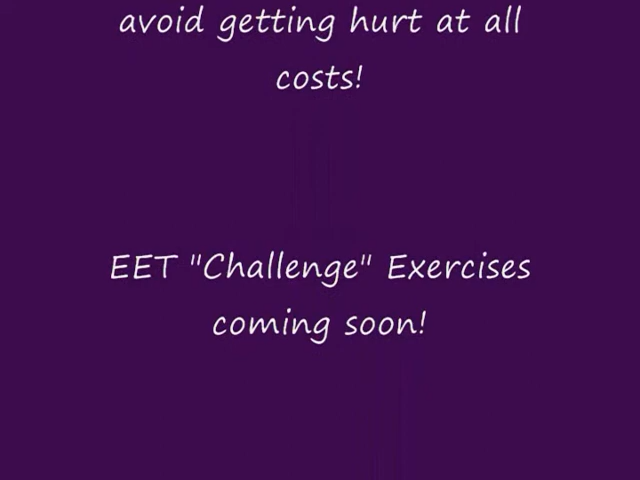 avoid getting hurt at all
costs!
EET "Challenge" Exercises
coming soon!